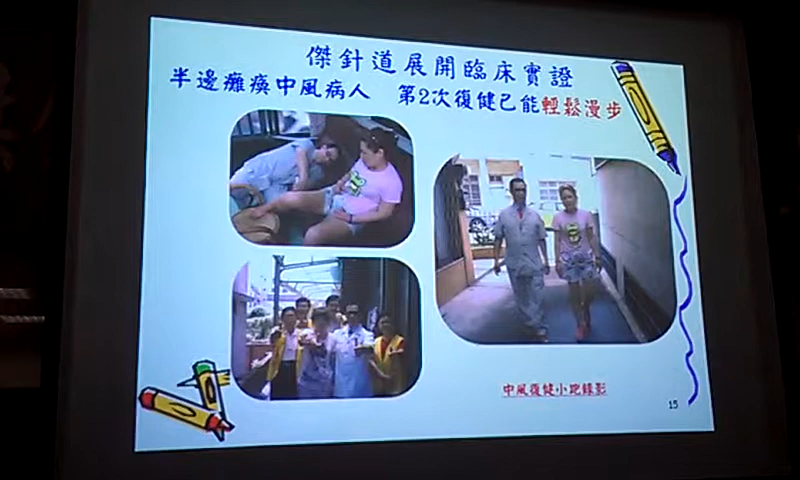 傑針道展開臨床實證
半邊癱瘓中風病人　第2次復健已能輕鬆漫步
中風復健小跑錄影
15